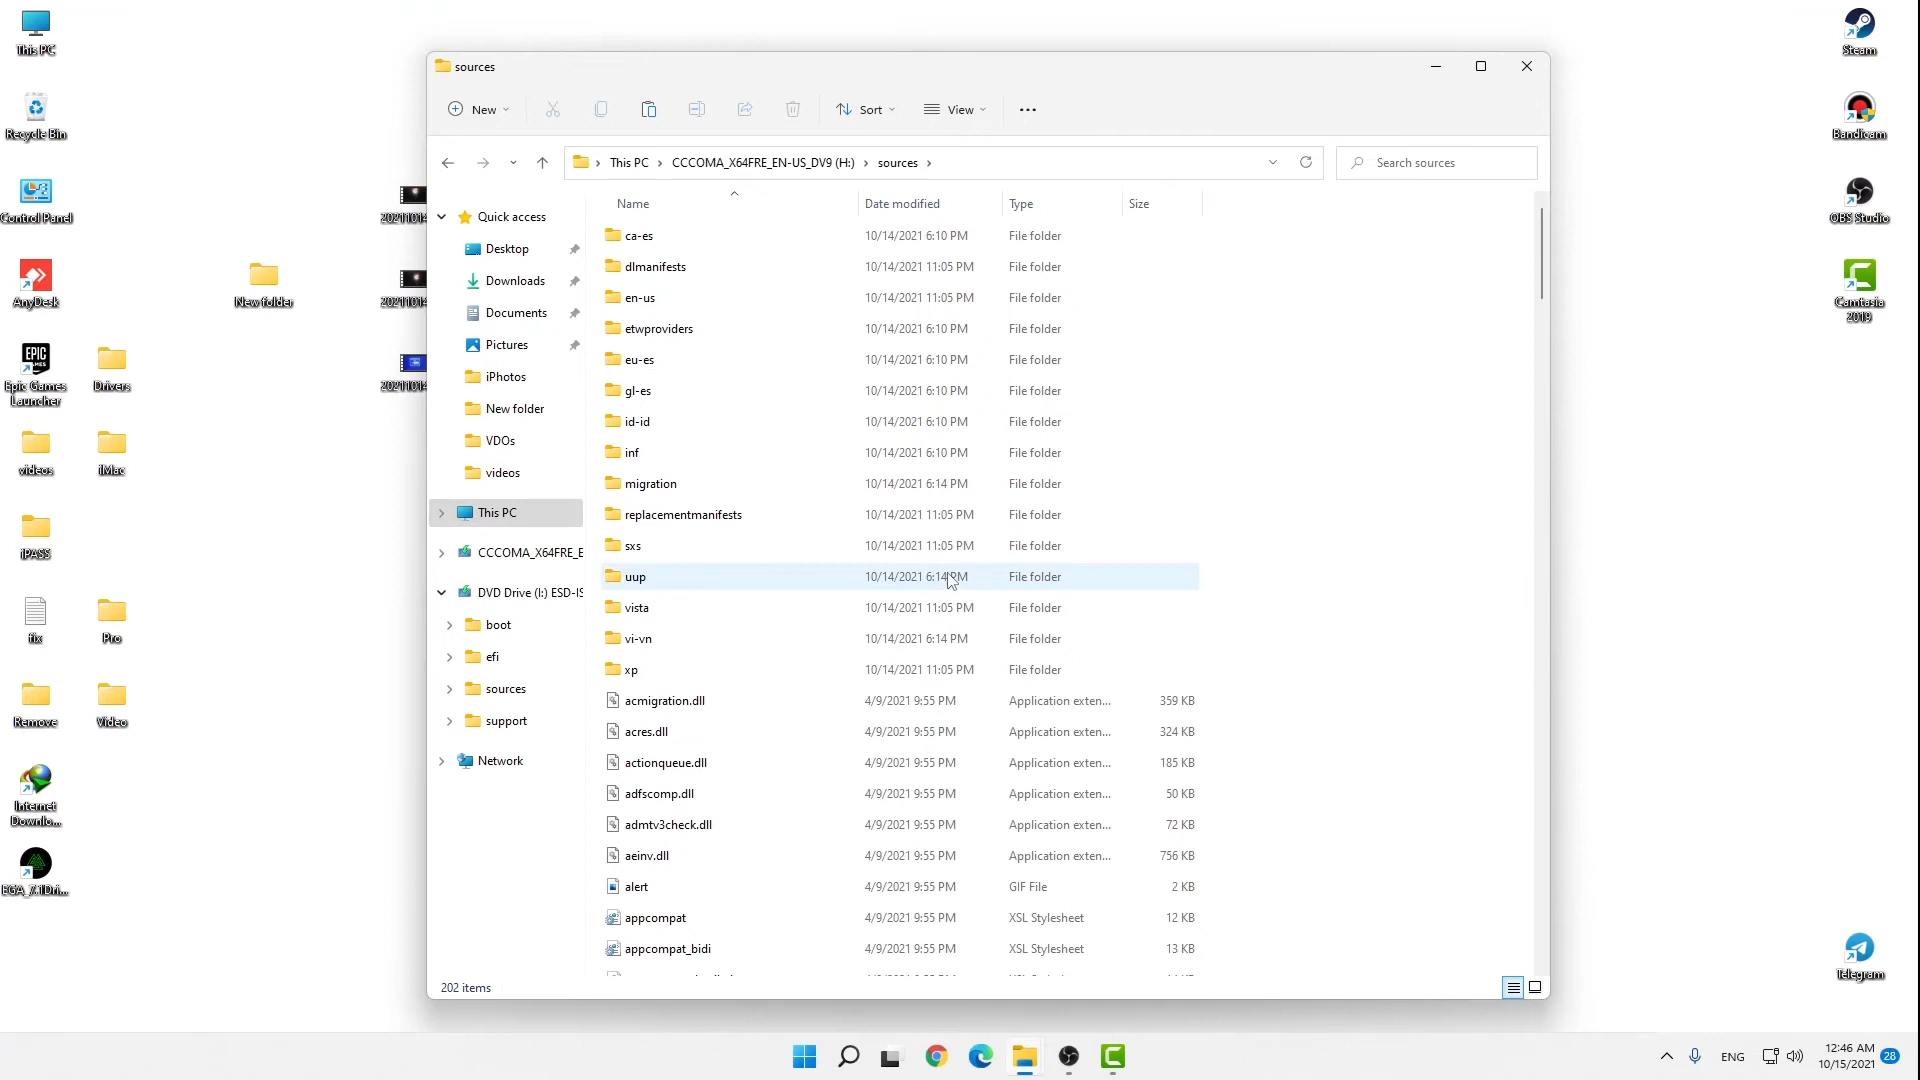 This PC
Recycle Bin
Control Panel
AnyDesk
Epic Games
Launcher
videos
iPASS
fix
Remove
Internet
Downlo...
EGA_7.1Dri...
Drivers
iMac
Pro
Video
New folder
20211014
20211014
20211014
sources
New
Sort
View
This PC
CCCOMA_X64FRE_EN-US_DV9 (H:)
sources
Search sources
Quick access
Desktop
Downloads
Documents
Pictures
iPhotos
New folder
VDOs
videos
This PC
CCCOMA_X64FRE_E
DVD Drive (I:) ESD-IS
boot
efi
sources
support
Network
Name Date modified Type Size
ca-es 10/14/2021 6:10 PM File folder
dlmanifests 10/14/2021 11:05 PM File folder
en-us 10/14/2021 11:05 PM File folder
etwproviders 10/14/2021 6:10 PM File folder
eu-es 10/14/2021 6:10 PM File folder
gl-es 10/14/2021 6:10 PM File folder
id-id 10/14/2021 6:10 PM File folder
inf 10/14/2021 6:10 PM File folder
migration 10/14/2021 6:14 PM File folder
replacementmanifests 10/14/2021 11:05 PM File folder
sxs 10/14/2021 11:05 PM File folder
uup 10/14/2021 6:14 PM File folder
vista 10/14/2021 11:05 PM File folder
vi-vn 10/14/2021 6:14 PM File folder
xp 10/14/2021 11:05 PM File folder
acmigration.dll 4/9/2021 9:55 PM Application exten... 359 KB
acres.dll 4/9/2021 9:55 PM Application exten... 324 KB
actionqueue.dll 4/9/2021 9:55 PM Application exten... 185 KB
adfscomp.dll 4/9/2021 9:55 PM Application exten... 50 KB
admtv3check.dll 4/9/2021 9:55 PM Application exten... 72 KB
aeinv.dll 4/9/2021 9:55 PM Application exten... 756 KB
alert 4/9/2021 9:55 PM GIF File 2 KB
appcompat 4/9/2021 9:55 PM XSL Stylesheet 12 KB
appcompat_bidi 4/9/2021 9:55 PM XSL Stylesheet 13 KB
202 items
Steam
Bandicam
OBS Studio
Camtasia
2019
Telegram
EPIC
GAMES
ENG
12:46 AM
10/15/2021
28